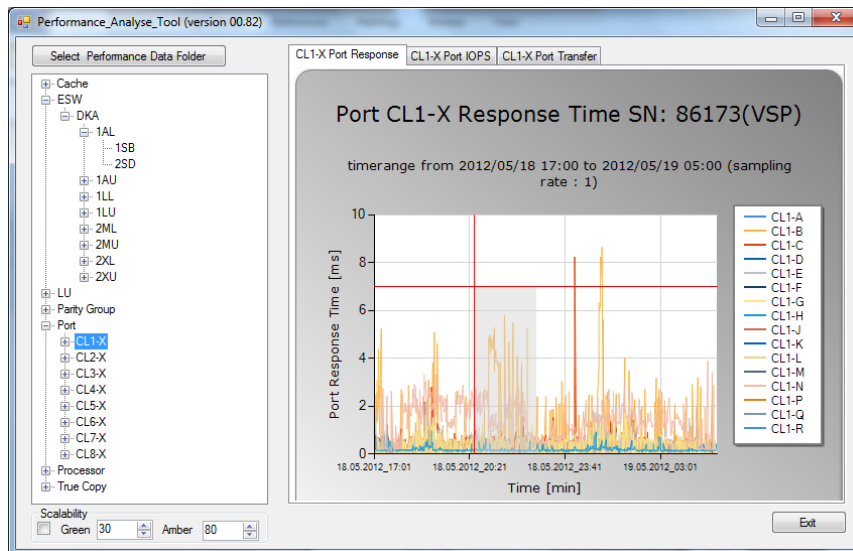 Performance_Analyse_Tool (version 00.82)
Select Performance Data Folder
Cache
ESW
DKA
1AL
1SB
2SD
1AU
1LL
1LU
2ML
2MU
2XL
2XU
LU
Parity Group
Port
CL1-X
CL2-X
CL3-X
CL4-X
CL5-X
CL6-X
CL7-X
CL8-X
Processor
True Copy
Scalability
Green 30 Amber 80
CL1-X Port Response CL1-X Port IOPS CL1-X Port Transfer
Port CL1-X Response Time SN: 86173(VSP)
timerange from 2012/05/18 17:00 to 2012/05/19 05:00 (sampling
rate : 1)
Port Response Time [ms]
10
8
6
4
2
0
18.05.2012_17:01 18.05.2012_20:21 18.05.2012_23:41 19.05.2012_03:01
Time [min]
CL1-A
CL1-B
CL1-C
CL1-D
CL1-E
CL1-F
CL1-G
CL1-H
CL1-J
CL1-K
CL1-L
CL1-M
CL1-N
CL1-P
CL1-Q
CL1-R
Exit